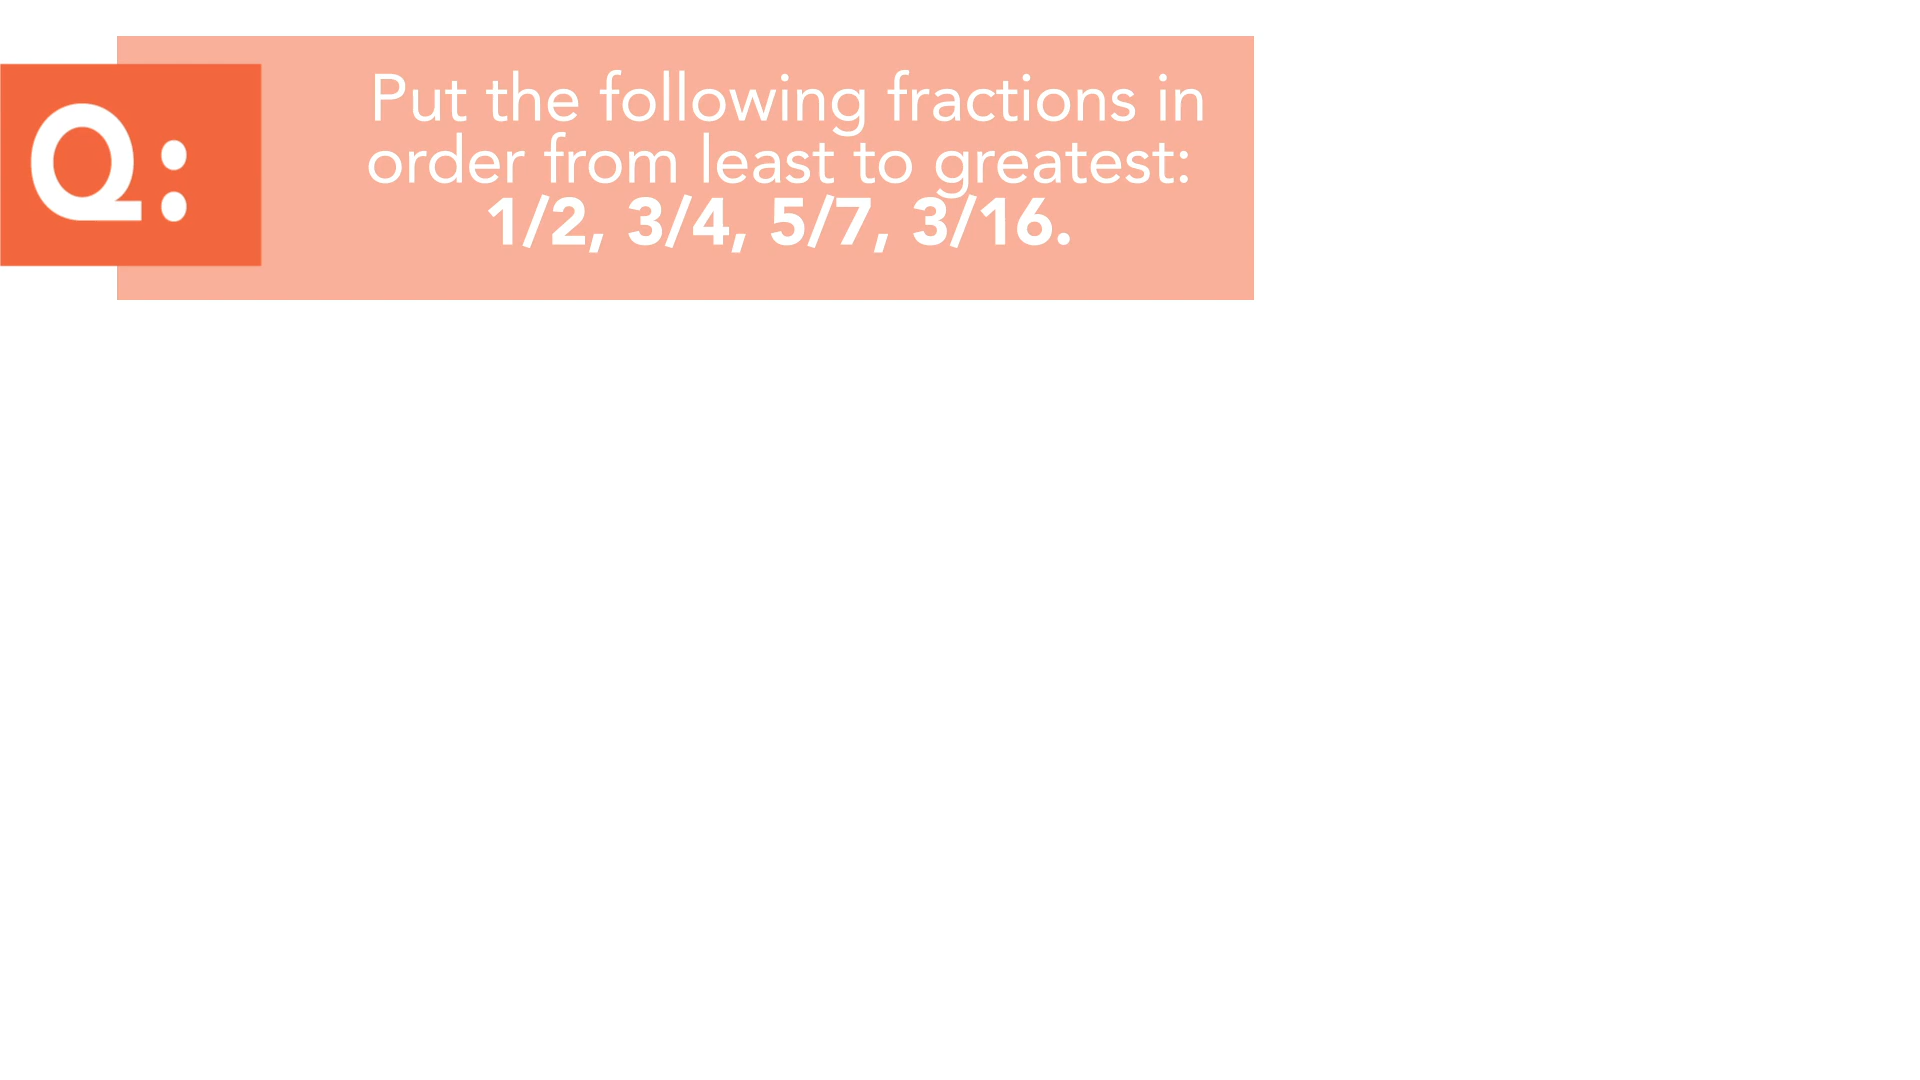 Q:
Put the following fractions in
order from least to greatest:
1/2, 3/4, 5/7, 3/16.